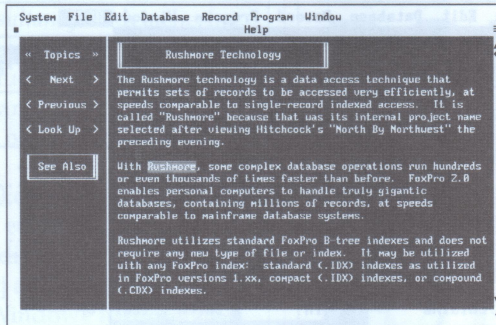 System File Edit Database Record Program Window
Help
« Topics »
< Next >
< Previous >
< Look Up >
See Also
Rushmore Technology
The Rushmore technology is a data access technique that
permits sets of records to be accessed very efficiently, at
speeds comparable to single-record indexed access. It is
called "Rushmore" because that was its internal project name
selected after viewing Hitchcock's "North By Northwest" the
preceding evening.
With Rushmore, some complex database operations run hundreds
or even thousands of times faster than before. FoxPro 2.0
enables personal computers to handle truly gigantic
databases, containing millions of records, at speeds
comparable to mainframe database systems.
Rushmore utilizes standard FoxPro B-tree indexes and does not
require any new type of file or index. It may be utilized
with any FoxPro index: standard (.IDX) indexes as utilized
in FoxPro versions 1.xx, compact (.IDX) indexes, or compound
(.CDX) indexes.